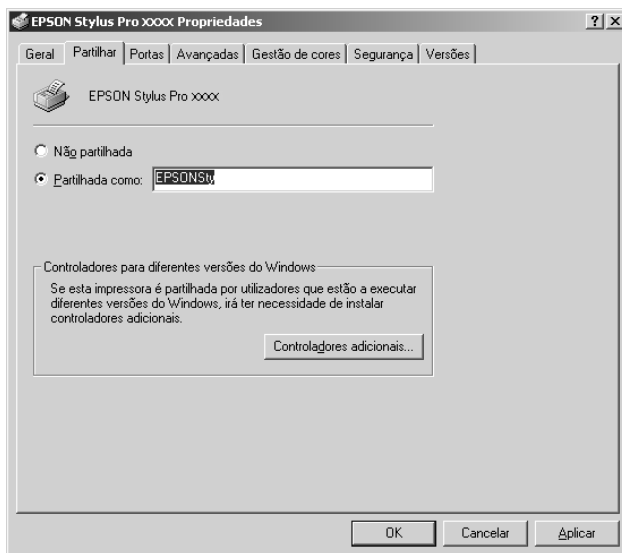 EPSON Stylus Pro xxxx Propriedades
Geral Partilhar Portas Avançadas Gestão de cores Segurança Versões
EPSON Stylus Pro xxxx
Não partilhada
Partilhada como: EPSONSty
Controladores para diferentes versões do Windows
Se esta impressora é partilhada por utilizadores que estão a executar
diferentes versões do Windows, irá ter necessidade de instalar
controladores adicionais.
Controladores adicionais...
OK Cancelar Aplicar